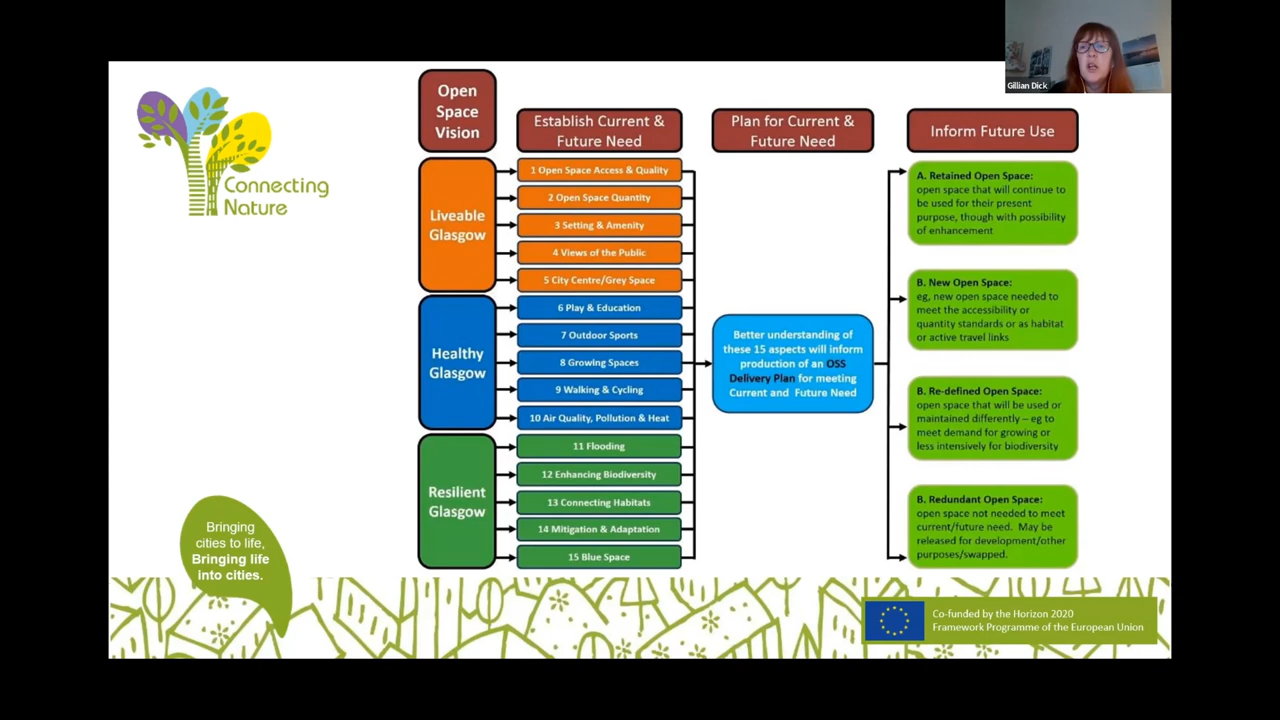 Gillian Dick
Connecting
Nature
Open
Space
Vision
Establish Current &
Future Need
Plan for Current &
Future Need
Inform Future Use
Liveable
Glasgow
1 Open Space Access & Quality
2 Open Space Quantity
3 Setting & Amenity
4 Views of the Public
5 City Centre/Grey Space
Healthy
Glasgow
6 Play & Education
7 Outdoor Sports
8 Growing Spaces
9 Walking & Cycling
10 Air Quality, Pollution & Heat
Resilient
Glasgow
11 Flooding
12 Enhancing Biodiversity
13 Connecting Habitats
14 Mitigation & Adaptation
15 Blue Space
Better understanding of
these 15 aspects will inform
production of an OSS
Delivery Plan for meeting
Current and Future Need
A. Retained Open Space:
open space that will continue to
be used for their present
purpose, though with possibility
of enhancement
B. New Open Space:
eg, new open space needed to
meet the accessibility or
quantity standards or as habitat
or active travel links
B. Re-defined Open Space:
open space that will be used or
maintained differently – eg to
meet demand for growing or
less intensively for biodiversity
B. Redundant Open Space:
open space not needed to meet
current/future need. May be
released for development/other
purposes/swapped.
Bringing
cities to life,
Bringing life
into cities.
Co-funded by the Horizon 2020
Framework Programme of the European Union